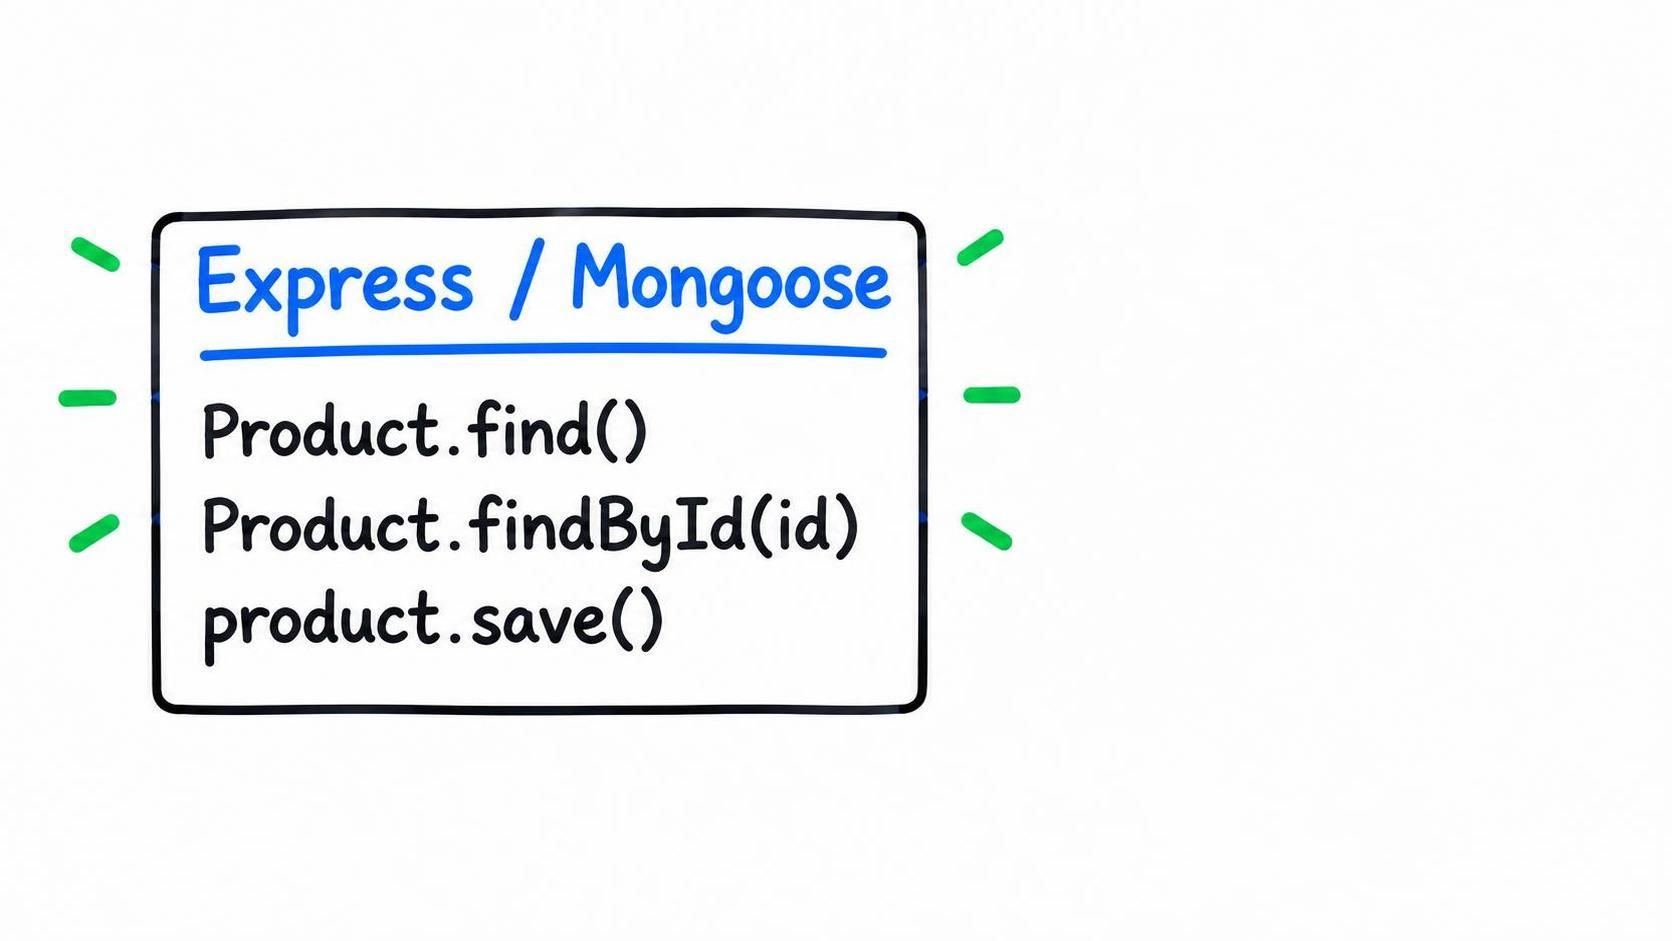 Express / Mongoose
Product.find()
Product.findById(id)
product.save()